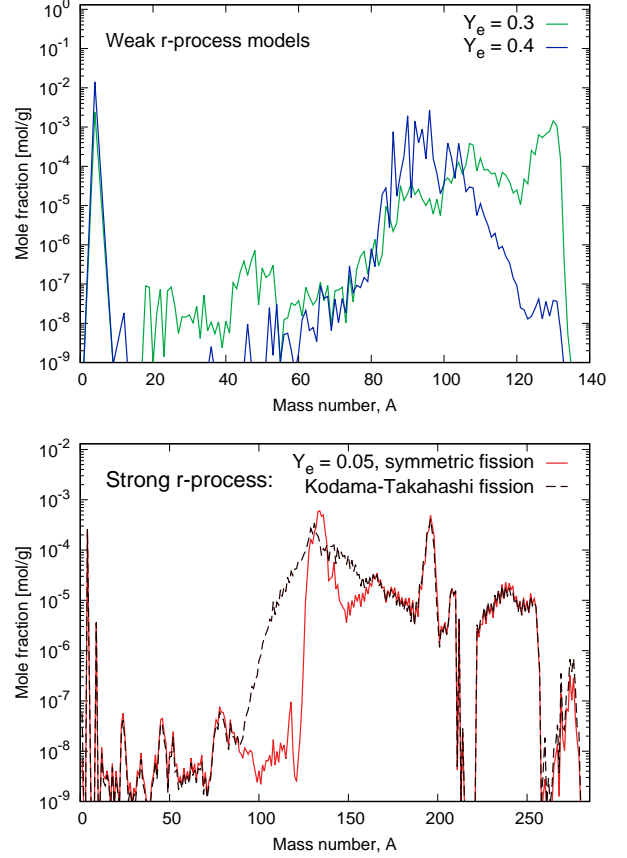 10^0
10^-1
10^-2
10^-3
10^-4
10^-5
10^-6
10^-7
10^-8
10^-9
Mole fraction [mol/g]
Weak r-process models
Y_e = 0.3
Y_e = 0.4
0 20 40 60 80 100 120 140
Mass number, A
10^-2
10^-3
10^-4
10^-5
10^-6
10^-7
10^-8
10^-9
Mole fraction [mol/g]
Strong r-process:
Y_e = 0.05, symmetric fission
Kodama-Takahashi fission
0 50 100 150 200 250
Mass number, A